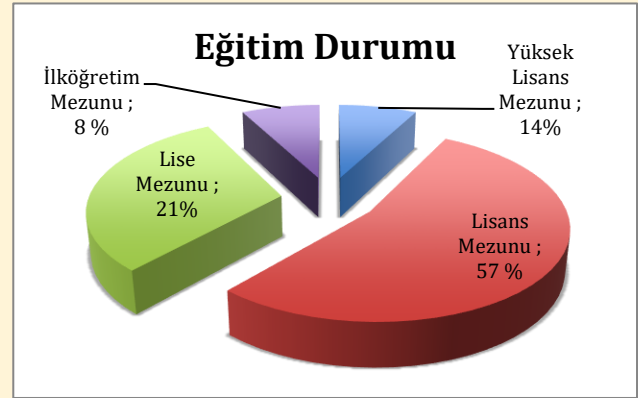 Eğitim Durumu
İlköğretim
Mezunu ;
8 %
Yüksek
Lisans
Mezunu ;
14%
Lise
Mezunu ;
21%
Lisans
Mezunu ;
57 %